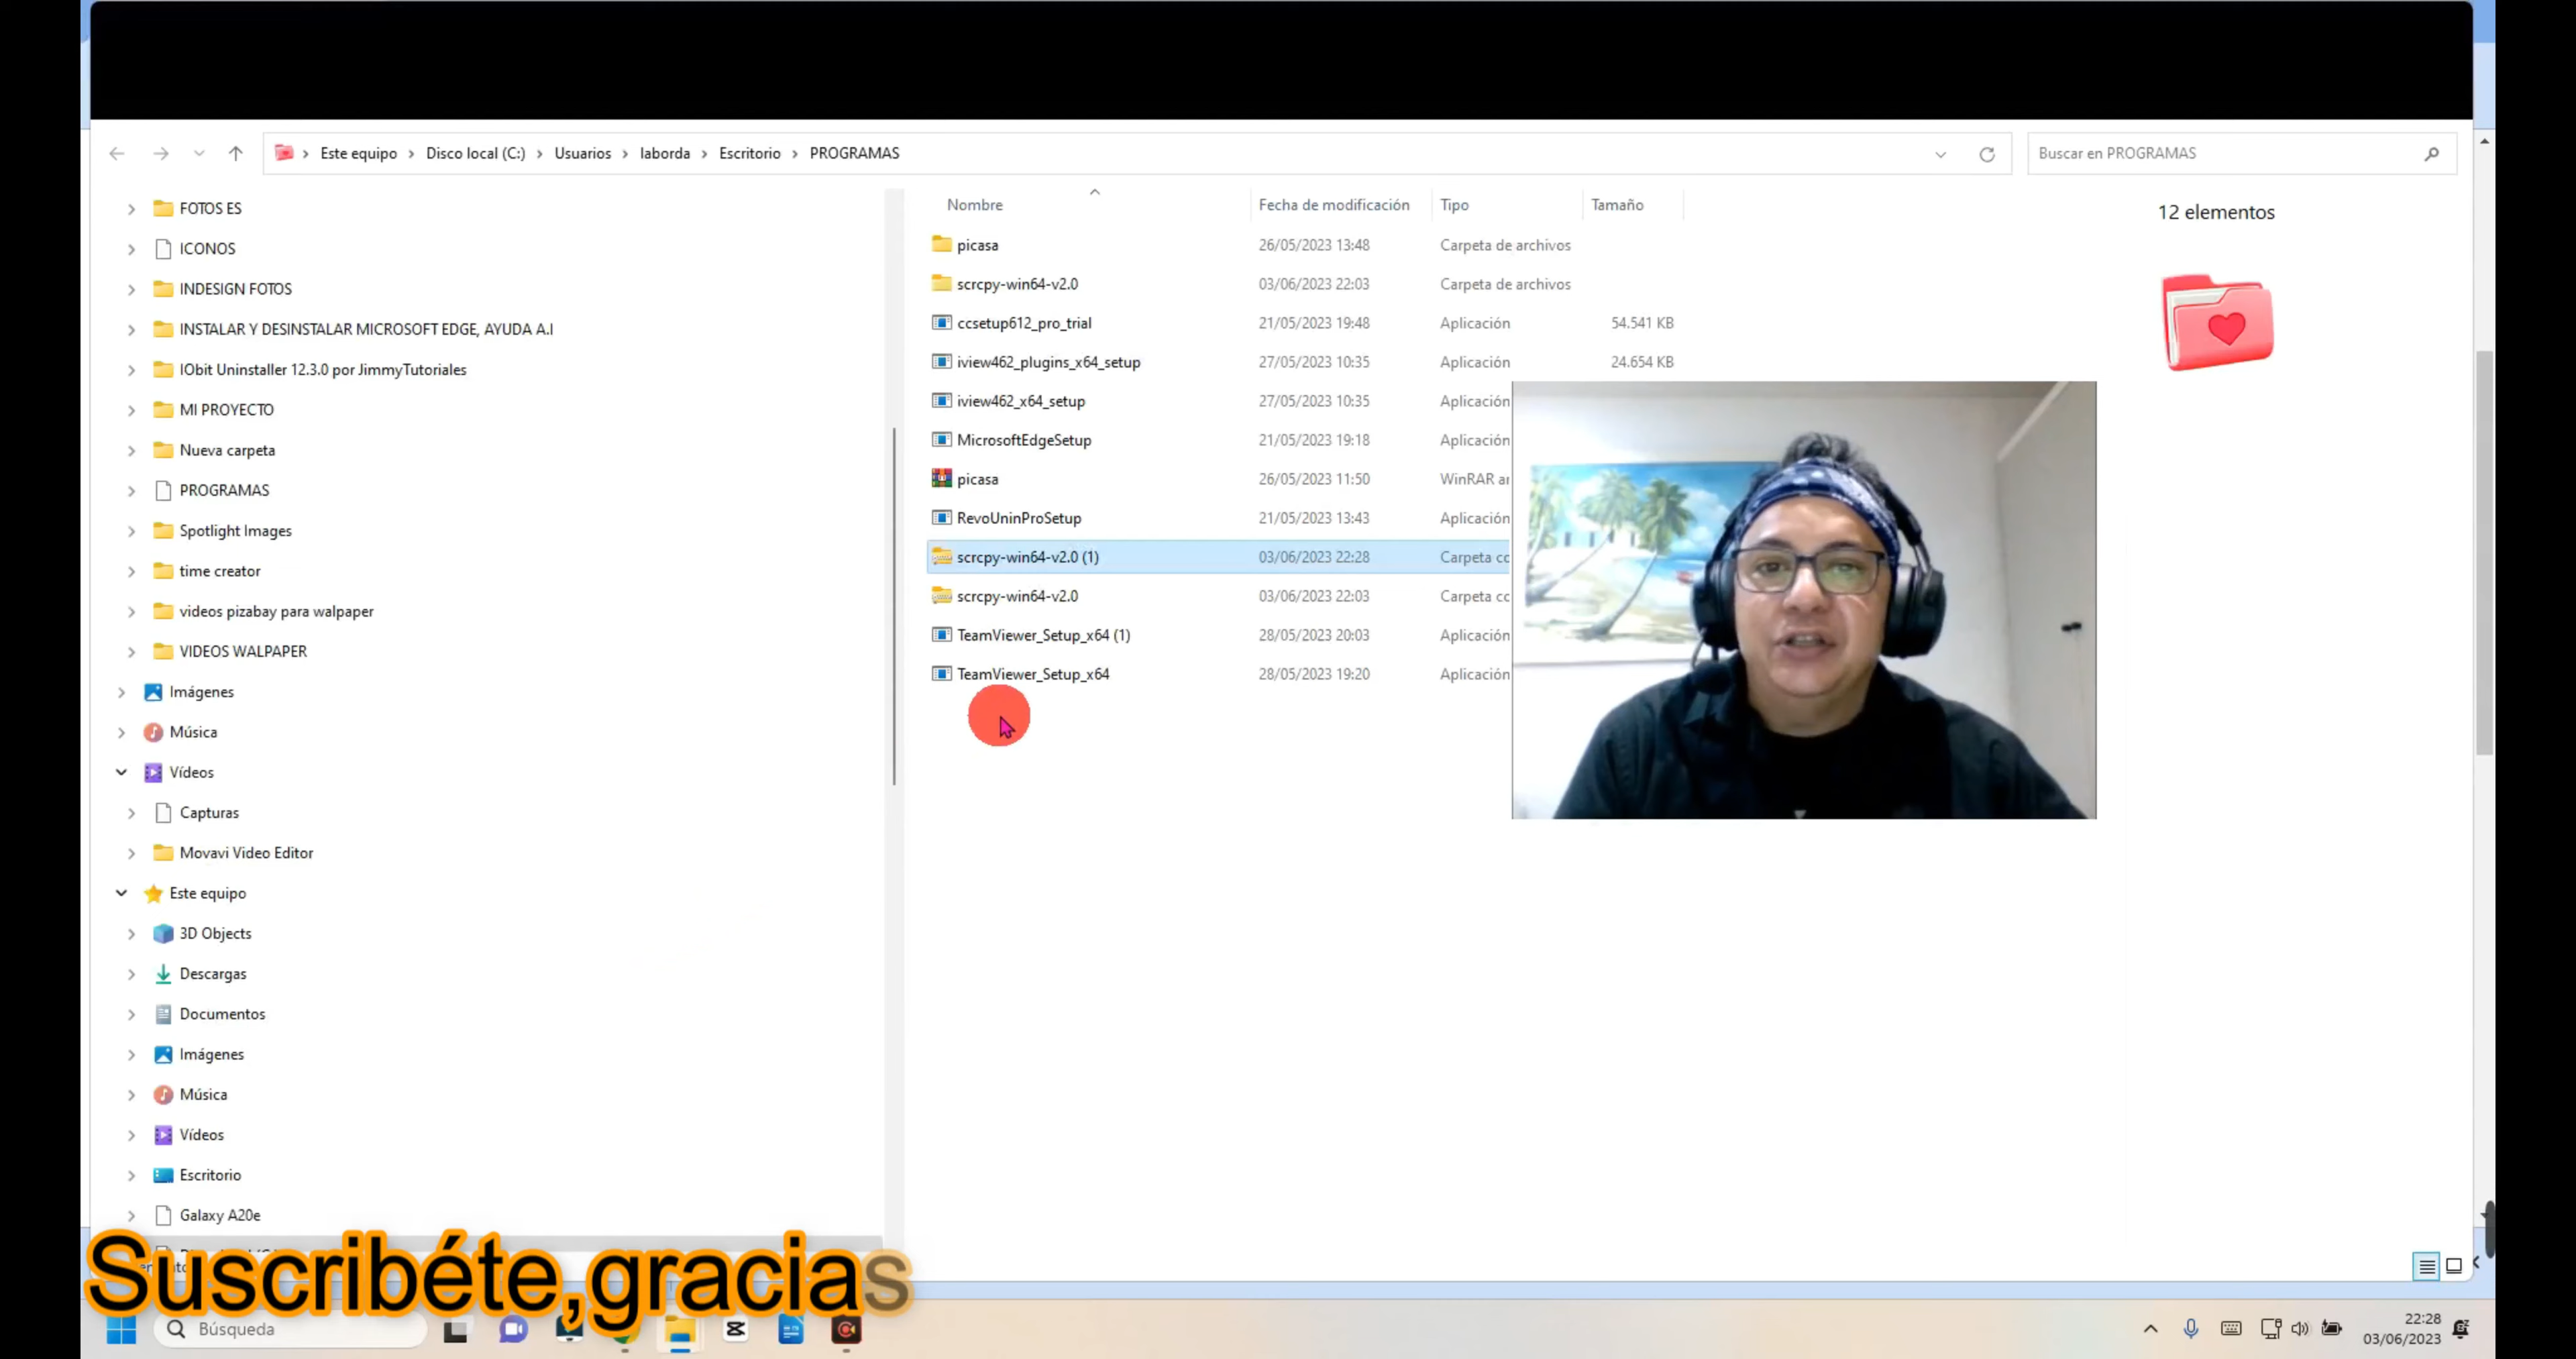 Este equipo > Disco local (C:) > Usuarios > laborda > Escritorio > PROGRAMAS
Buscar en PROGRAMAS
FOTOS ES
ICONOS
INDESIGN FOTOS
INSTALAR Y DESINSTALAR MICROSOFT EDGE, AYUDA A.I
IObit Uninstaller 12.3.0 por JimmyTutoriales
MI PROYECTO
Nueva carpeta
PROGRAMAS
Spotlight Images
time creator
videos pizabay para walpaper
VIDEOS WALPAPER
Imágenes
Música
Vídeos
Capturas
Movavi Video Editor
Este equipo
3D Objects
Descargas
Documentos
Imágenes
Música
Vídeos
Escritorio
Galaxy A20e
Nombre Fecha de modificación Tipo Tamaño
picasa 26/05/2023 13:48 Carpeta de archivos
scrcpy-win64-v2.0 03/06/2023 22:03 Carpeta de archivos
ccsetup612_pro_trial 21/05/2023 19:48 Aplicación 54.541 KB
iview462_plugins_x64_setup 27/05/2023 10:35 Aplicación 24.654 KB
iview462_x64_setup 27/05/2023 10:35 Aplicación
MicrosoftEdgeSetup 21/05/2023 19:18 Aplicación
picasa 26/05/2023 11:50 WinRAR
RevoUninProSetup 21/05/2023 13:43 Aplicación
scrcpy-win64-v2.0 (1) 03/06/2023 22:28 Carpeta
scrcpy-win64-v2.0 03/06/2023 22:03 Carpeta
TeamViewer_Setup_x64 (1) 28/05/2023 20:03 Aplicación
TeamViewer_Setup_x64 28/05/2023 19:20 Aplicación
12 elementos
Suscribéte,gracias
Búsqueda
22:28
03/06/2023